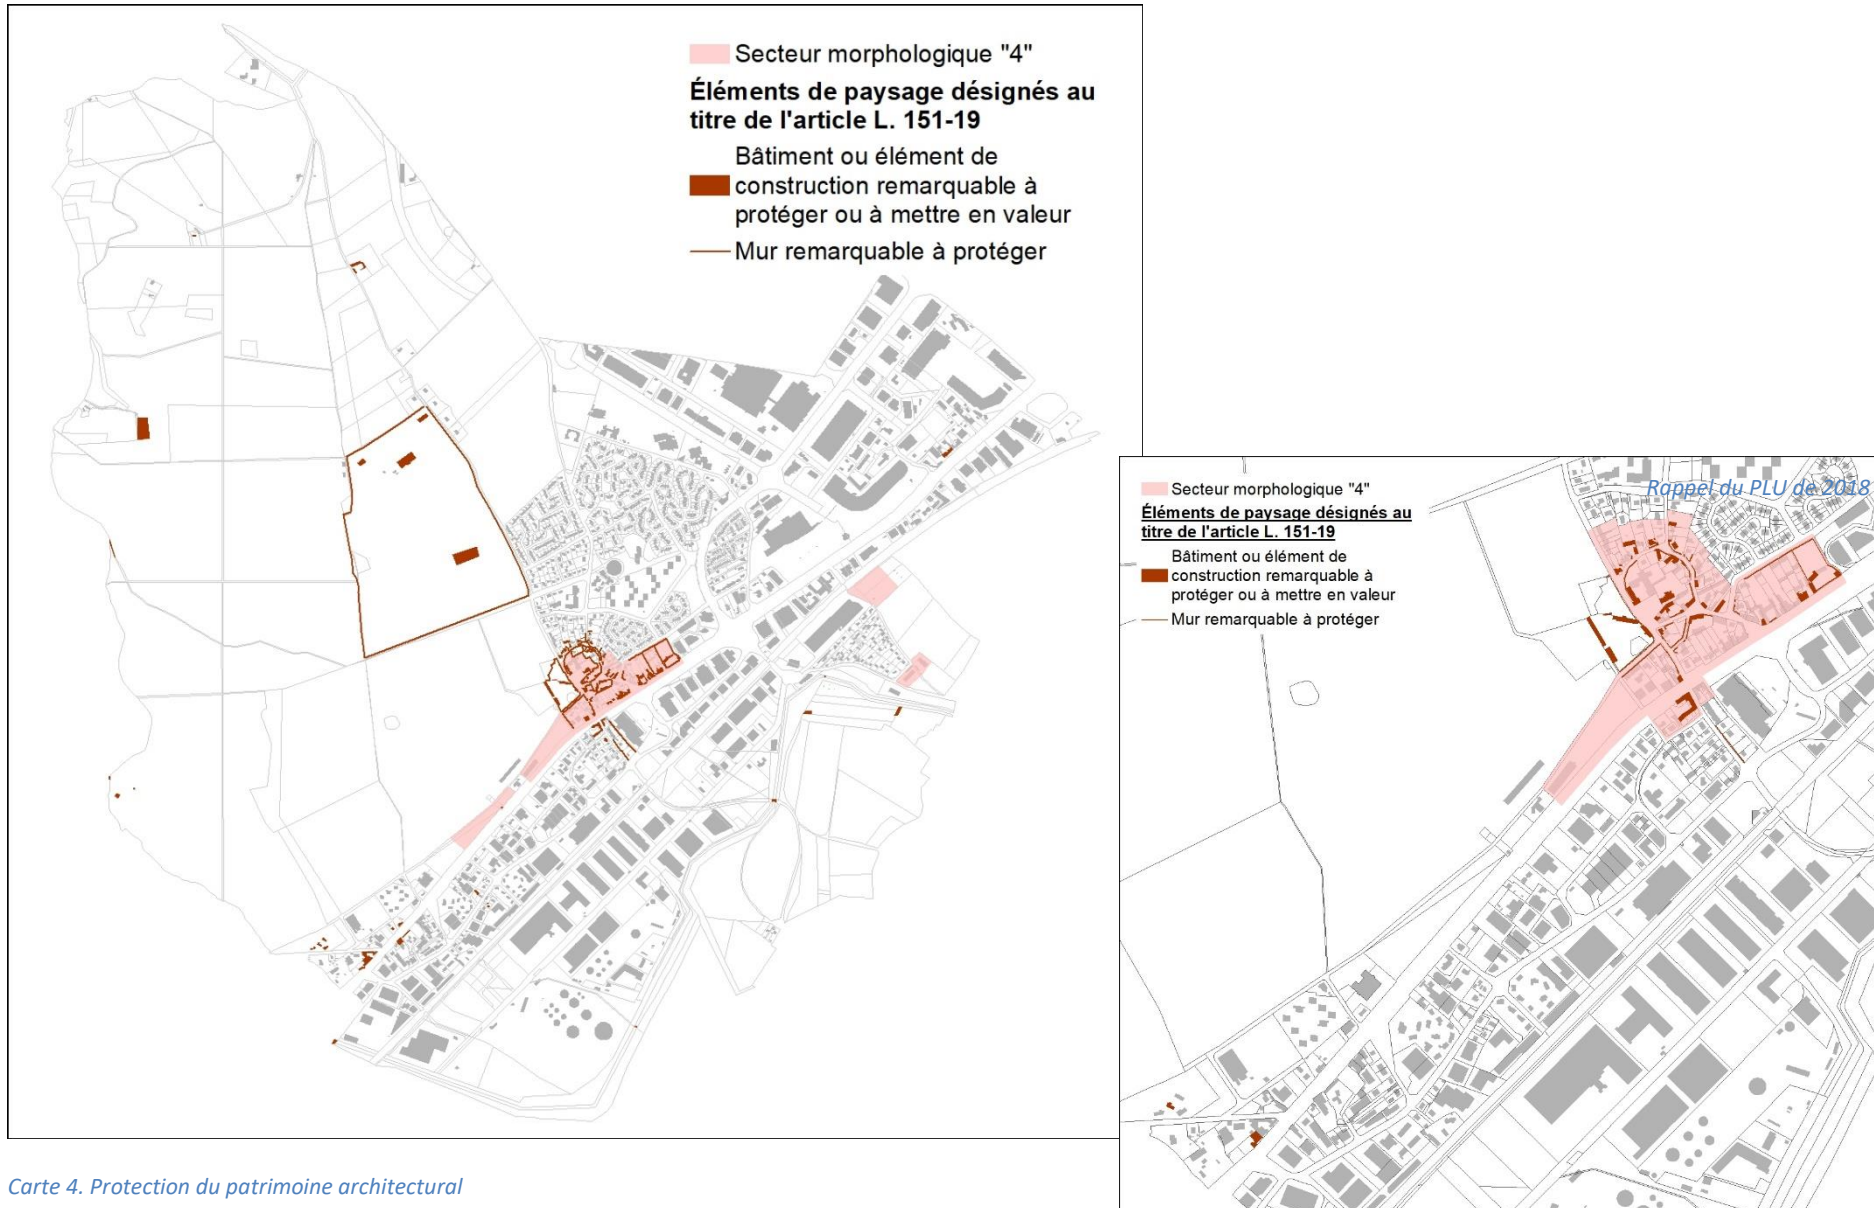 Secteur morphologique "4"
Éléments de paysage désignés au
titre de l'article L. 151-19
Bâtiment ou élément de
construction remarquable à
protéger ou à mettre en valeur
Mur remarquable à protéger
Rappel du PLU de 2018
Secteur morphologique "4"
Éléments de paysage désignés au
titre de l'article L. 151-19
Bâtiment ou élément de
construction remarquable à
protéger ou à mettre en valeur
Mur remarquable à protéger
Carte 4. Protection du patrimoine architectural